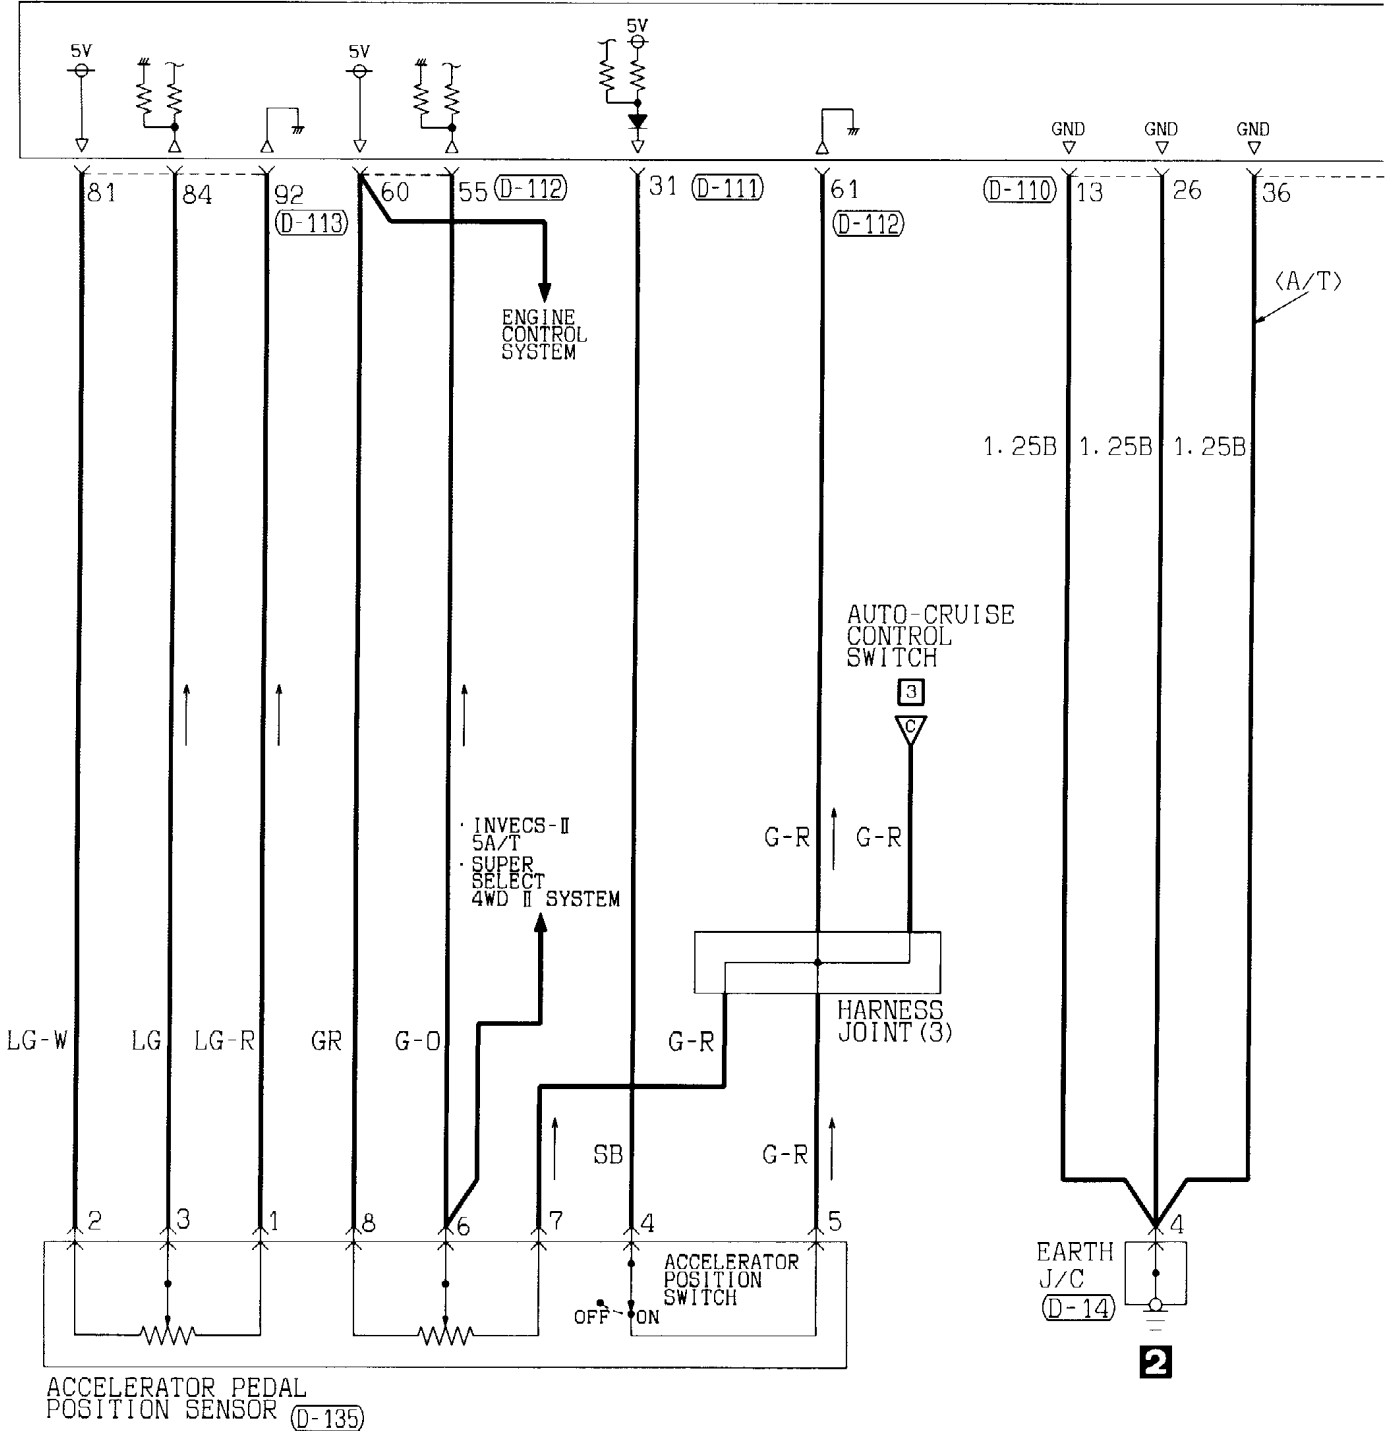 5V
5V
5V
GND
GND
GND
81
84
92
60
55
(D-112)
31
(D-111)
61
(D-110)
13
26
36
(D-113)
(D-112)
<A/T>
ENGINE
CONTROL
SYSTEM
1.25B
1.25B
1.25B
AUTO-CRUISE
CONTROL
SWITCH
3
C
· INVECS-Ⅱ
5A/T
· SUPER
SELECT
4WD Ⅱ SYSTEM
G-R
G-R
HARNESS
JOINT(3)
LG-W
LG
LG-R
GR
G-O
G-R
SB
G-R
2
3
1
8
6
7
4
5
4
ACCELERATOR
POSITION
SWITCH
OFF
ON
EARTH
J/C
(D-14)
2
ACCELERATOR PEDAL
POSITION SENSOR (D-135)